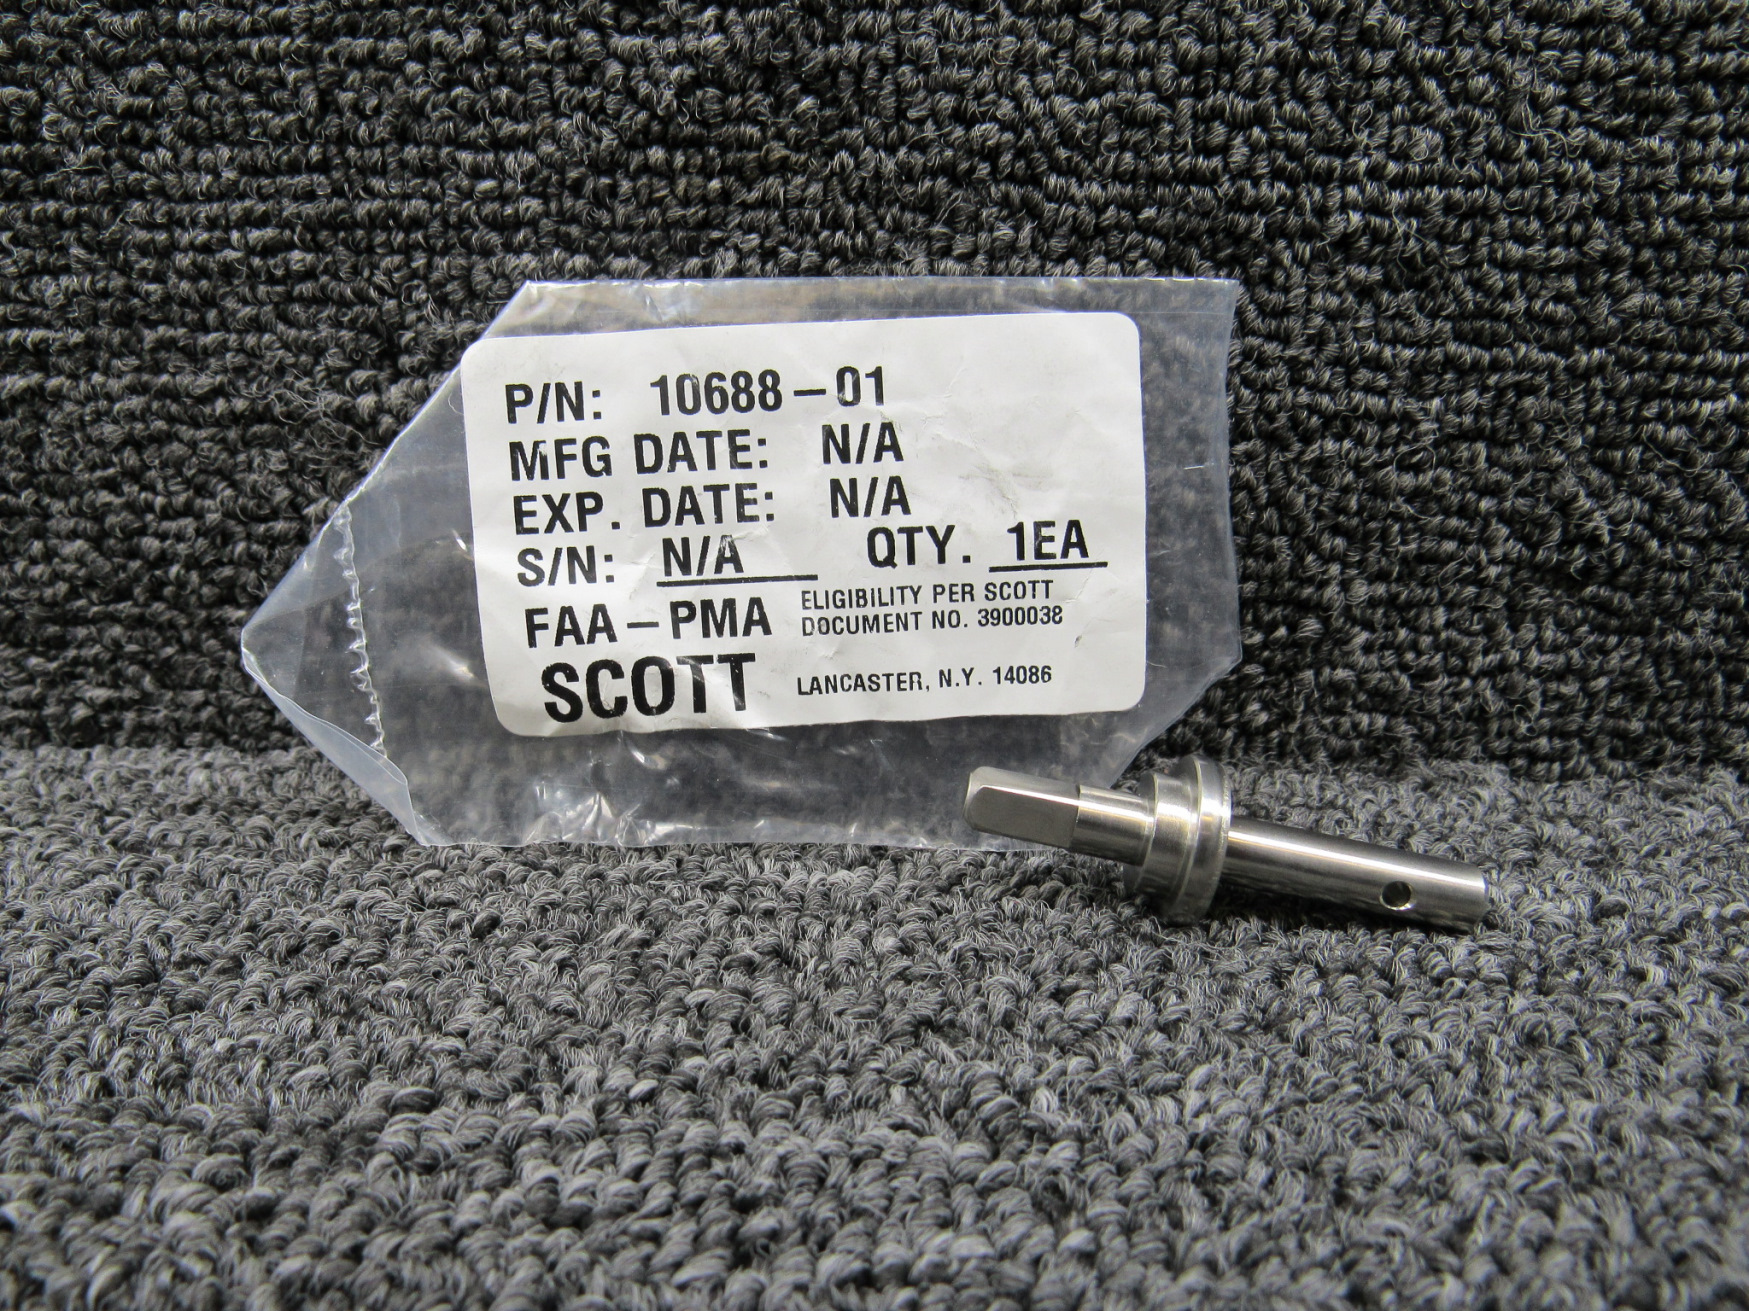 P/N: 10688-01
MFG DATE: N/A
EXP. DATE: N/A
S/N: N/A QTY. 1EA
FAA-PMA ELIGIBILITY PER SCOTT
DOCUMENT NO. 3900038
SCOTT LANCASTER, N.Y. 14086